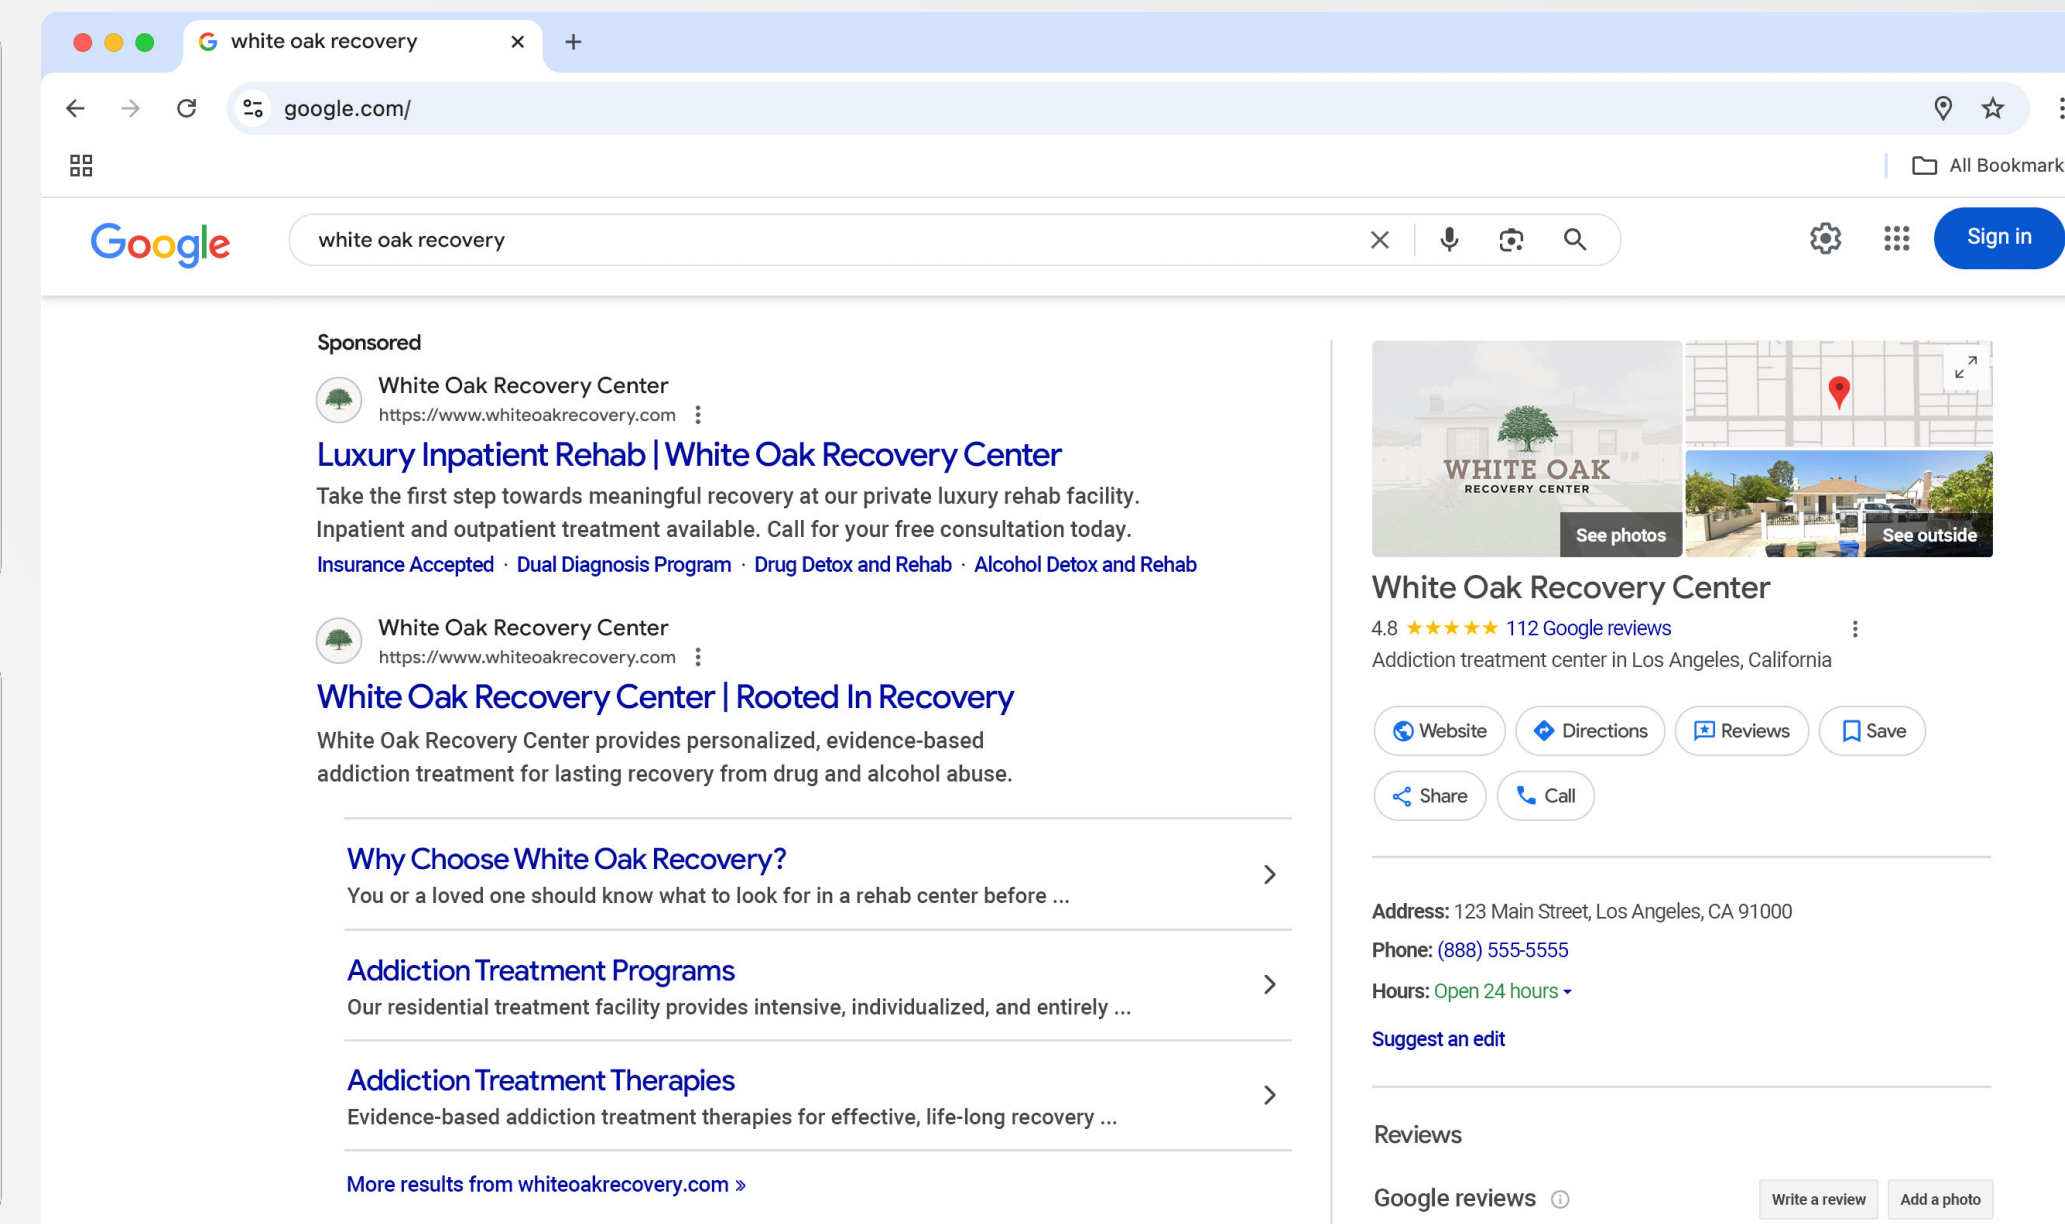 white oak recovery
google.com/
All Bookmark
Google
white oak recovery
Sign in
Sponsored
White Oak Recovery Center
https://www.whiteoakrecovery.com
Luxury Inpatient Rehab | White Oak Recovery Center
Take the first step towards meaningful recovery at our private luxury rehab facility.
Inpatient and outpatient treatment available. Call for your free consultation today.
Insurance Accepted · Dual Diagnosis Program · Drug Detox and Rehab · Alcohol Detox and Rehab
White Oak Recovery Center
https://www.whiteoakrecovery.com
White Oak Recovery Center | Rooted In Recovery
White Oak Recovery Center provides personalized, evidence-based
addiction treatment for lasting recovery from drug and alcohol abuse.
Why Choose White Oak Recovery?
You or a loved one should know what to look for in a rehab center before ...
Addiction Treatment Programs
Our residential treatment facility provides intensive, individualized, and entirely ...
Addiction Treatment Therapies
Evidence-based addiction treatment therapies for effective, life-long recovery ...
More results from whiteoakrecovery.com »
WHITE OAK
RECOVERY CENTER
See photos
See outside
White Oak Recovery Center
4.8 ★★★★★ 112 Google reviews
Addiction treatment center in Los Angeles, California
Website Directions Reviews Save
Share Call
Address: 123 Main Street, Los Angeles, CA 91000
Phone: (888) 555-5555
Hours: Open 24 hours
Suggest an edit
Reviews
Google reviews
Write a review Add a photo